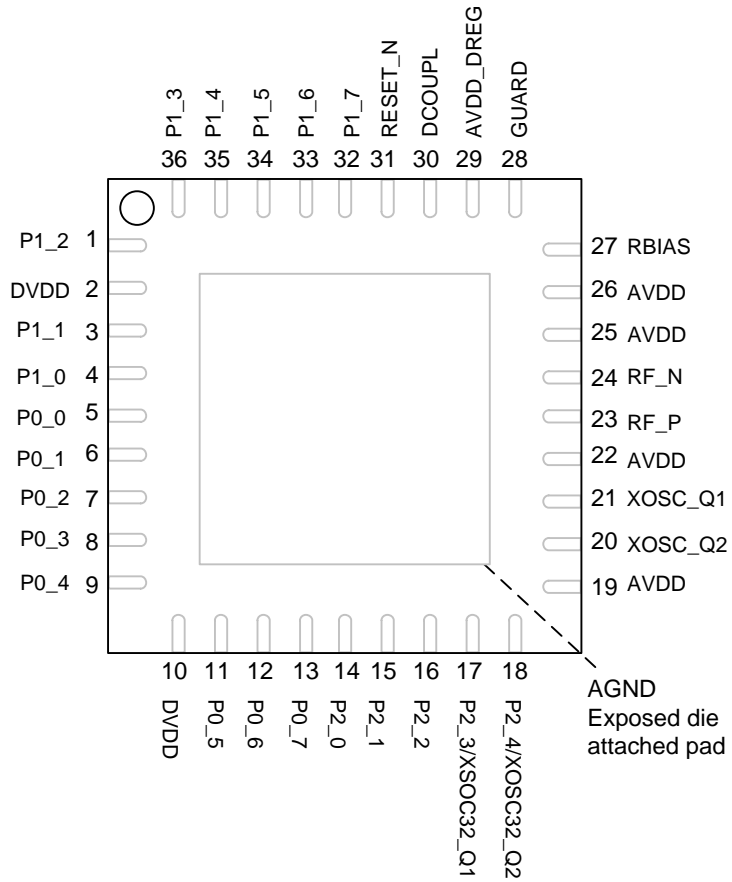 P1_3
P1_4
P1_5
P1_6
P1_7
RESET_N
DCOUPL
AVDD_DREG
GUARD
36 35 34 33 32 31 30 29 28
P1_2 1
DVDD 2
P1_1 3
P1_0 4
P0_0 5
P0_1 6
P0_2 7
P0_3 8
P0_4 9
27 RBIAS
26 AVDD
25 AVDD
24 RF_N
23 RF_P
22 AVDD
21 XOSC_Q1
20 XOSC_Q2
19 AVDD
10 11 12 13 14 15 16 17 18
DVDD
P0_5
P0_6
P0_7
P2_0
P2_1
P2_2
P2_3/XSOC32_Q1
P2_4/XOSC32_Q2
AGND
Exposed die
attached pad